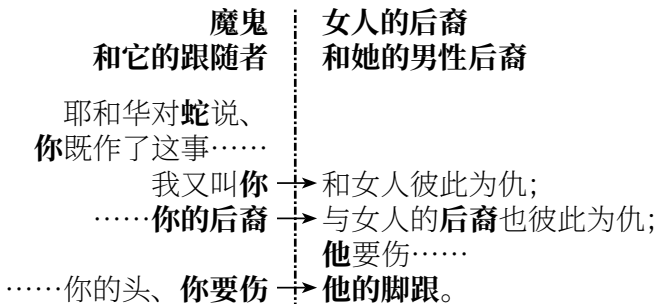 魔鬼 女人的后裔
和它的跟随者 和她的男性后裔
耶和华对蛇说、
你既作了这事……
我又叫你 和女人彼此为仇；
……你的后裔 与女人的后裔也彼此为仇；
他要伤……
……你的头、你要伤 他的脚跟。